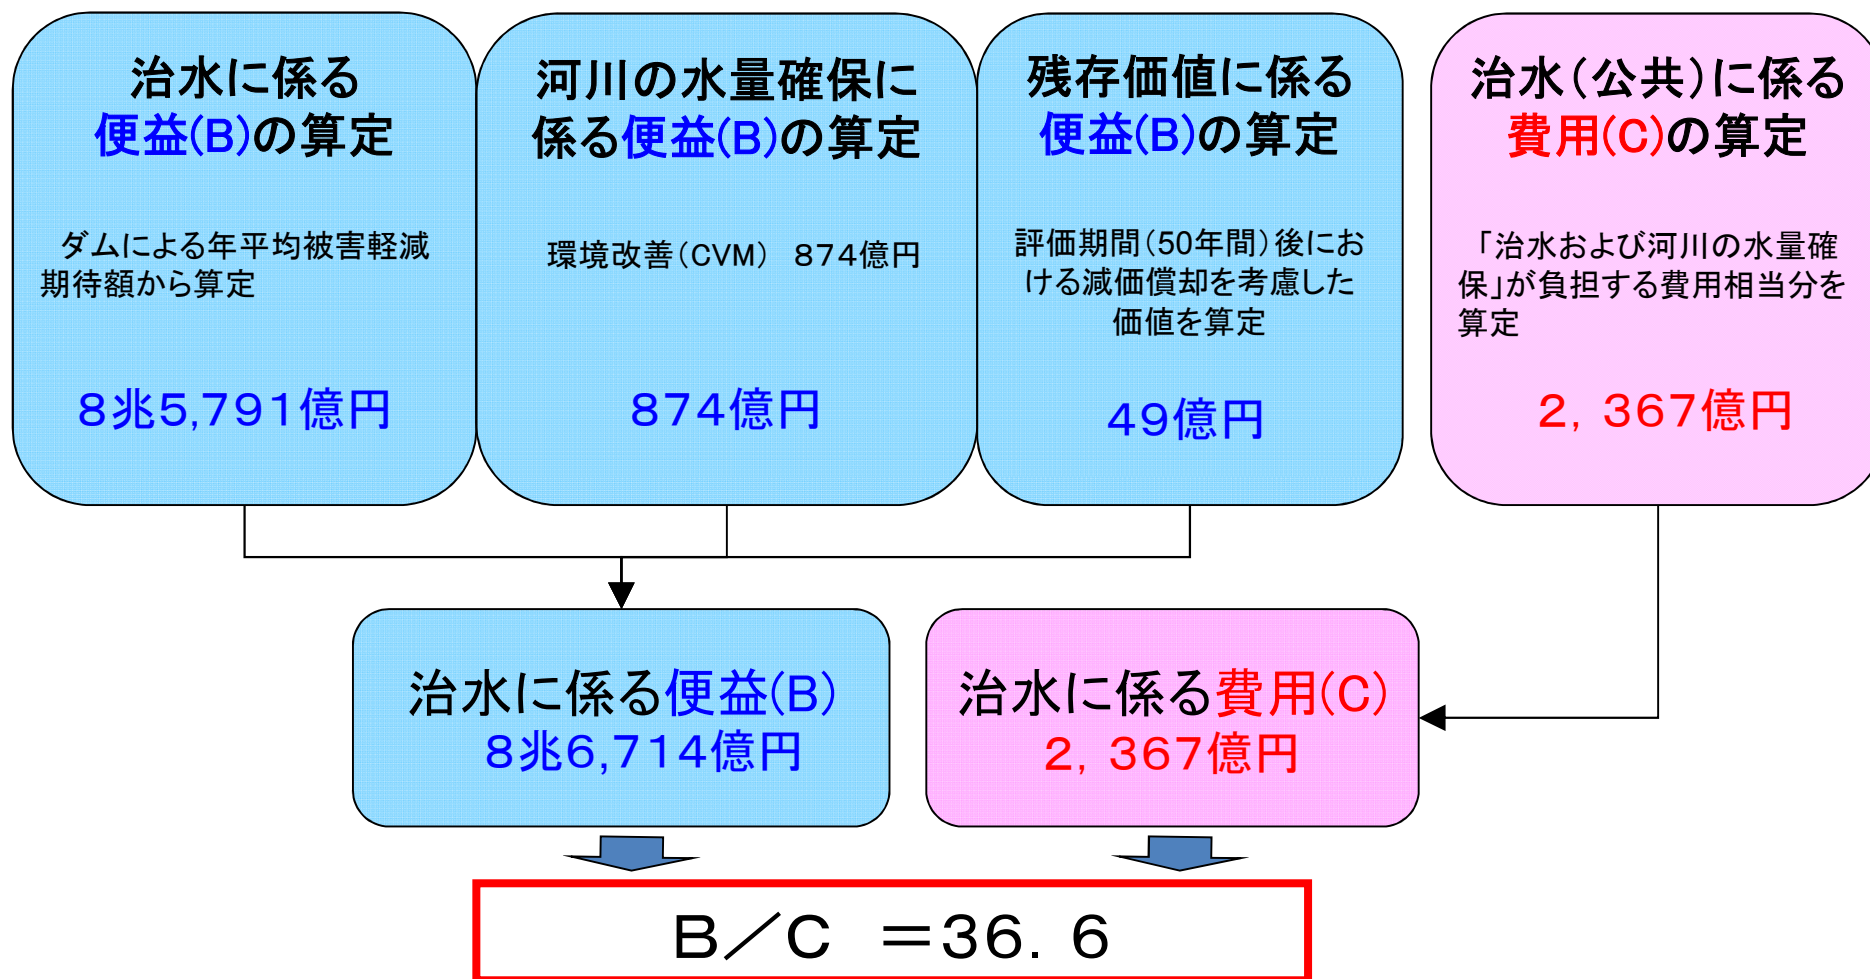 治水に係る
便益(B)の算定
ダムによる年平均被害軽減
期待額から算定
8兆5,791億円
河川の水量確保に
係る便益(B)の算定
環境改善(CVM) 874億円
874億円
残存価値に係る
便益(B)の算定
評価期間(50年間)後にお
ける減価償却を考慮した
価値を算定
49億円
治水(公共)に係る
費用(C)の算定
「治水および河川の水量確
保」が負担する費用相当分を
算定
2,367億円
治水に係る便益(B)
8兆6,714億円
治水に係る費用(C)
2,367億円
B/C =36.6